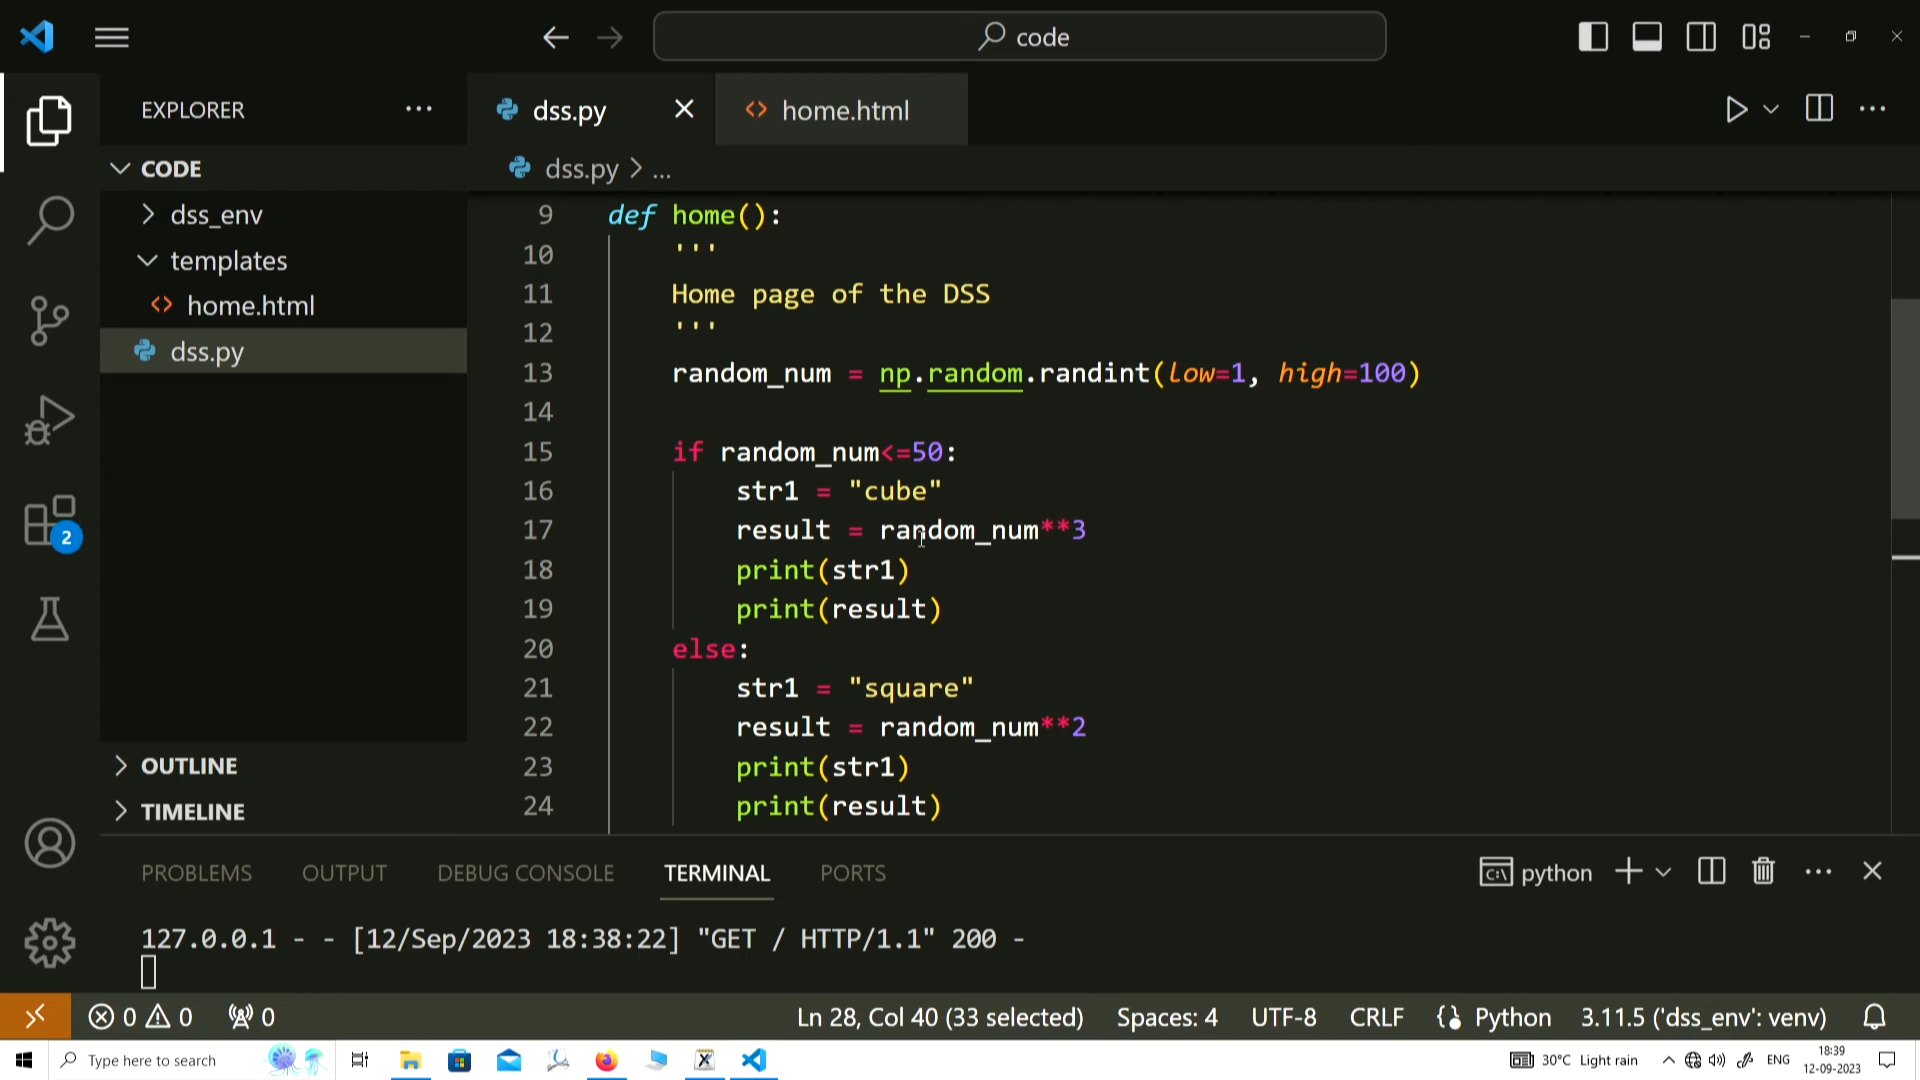 code
EXPLORER
dss.py
home.html
CODE
dss.py > ...
dss_env
templates
home.html
dss.py
OUTLINE
TIMELINE
9 def home():
10 '''
11 Home page of the DSS
12 '''
13 random_num = np.random.randint(low=1, high=100)
14
15 if random_num<=50:
16 str1 = "cube"
17 result = random_num**3
18 print(str1)
19 print(result)
20 else:
21 str1 = "square"
22 result = random_num**2
23 print(str1)
24 print(result)
2
PROBLEMS OUTPUT DEBUG CONSOLE TERMINAL PORTS
python
127.0.0.1 - - [12/Sep/2023 18:38:22] "GET / HTTP/1.1" 200 -
0 0 0 Ln 28, Col 40 (33 selected) Spaces: 4 UTF-8 CRLF Python 3.11.5 ('dss_env': venv)
Type here to search
30°C Light rain ENG
18:39
12-09-2023